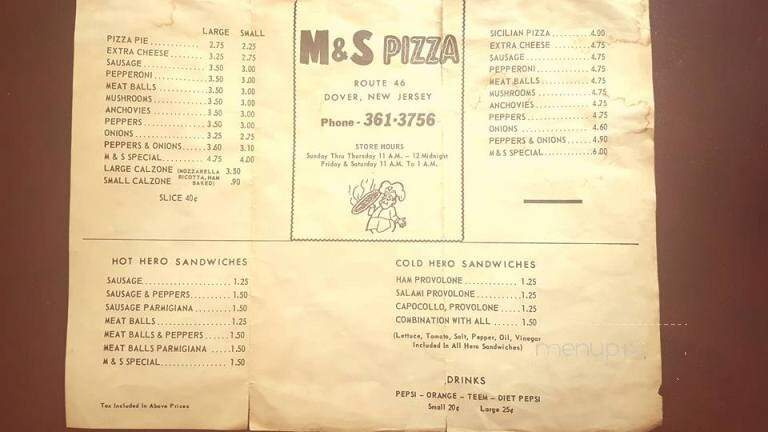 LARGE SMALL
PIZZA PIE 2.75 2.25
EXTRA CHEESE 3.25 2.75
SAUSAGE 3.50 3.00
PEPPERONI 3.50 3.00
MEAT BALLS 3.50 3.00
MUSHROOMS 3.50 3.00
ANCHOVIES 3.50 3.00
PEPPERS 3.50 3.00
ONIONS 3.25 2.75
PEPPERS & ONIONS 3.60 3.10
M & S SPECIAL 4.75 4.00
LARGE CALZONE (MOZZARELLA 3.50
SMALL CALZONE RICOTTA, HAM BAKED) .90
SLICE 40¢
M&S PIZZA
ROUTE 46
DOVER, NEW JERSEY
Phone - 361-3756
STORE HOURS
Sunday Thru Thursday 11 A.M. – 12 Midnight
Friday & Saturday 11 A.M. To 1 A.M.
SICILIAN PIZZA 4.00
EXTRA CHEESE 4.75
SAUSAGE 4.75
PEPPERONI 4.75
MEAT BALLS 4.75
MUSHROOMS 4.75
ANCHOVIES 4.75
PEPPERS 4.75
ONIONS 4.60
PEPPERS & ONIONS 4.90
M & S SPECIAL 6.00
HOT HERO SANDWICHES
SAUSAGE 1.25
SAUSAGE & PEPPERS 1.50
SAUSAGE PARMIGIANA 1.50
MEAT BALLS 1.25
MEAT BALLS & PEPPERS 1.50
MEAT BALLS PARMIGIANA 1.50
M & S SPECIAL 1.50
Tax Included In Above Prices
COLD HERO SANDWICHES
HAM PROVOLONE 1.25
SALAMI PROVOLONE 1.25
CAPOCOLLO, PROVOLONE 1.25
COMBINATION WITH ALL 1.50
(Lettuce, Tomato, Salt, Pepper, Oil, Vinegar
Included In All Hero Sandwiches)
DRINKS
PEPSI – ORANGE – TEEM – DIET PEPSI
Small 20¢ Large 25¢